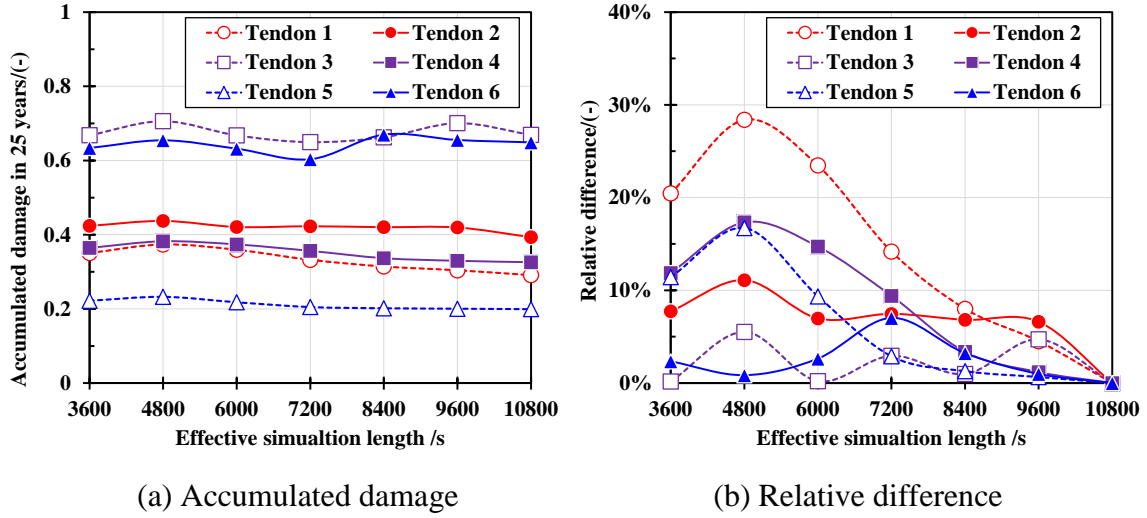 1
0.8
0.6
0.4
0.2
0
Accumulated damage in 25 years/(-)
Tendon 1 Tendon 2
Tendon 3 Tendon 4
Tendon 5 Tendon 6
3600 4800 6000 7200 8400 9600 10800
Effective simualtion length /s
(a) Accumulated damage
40%
30%
20%
10%
0%
Relative difference/(-)
Tendon 1 Tendon 2
Tendon 3 Tendon 4
Tendon 5 Tendon 6
3600 4800 6000 7200 8400 9600 10800
Effective simualtion length /s
(b) Relative difference